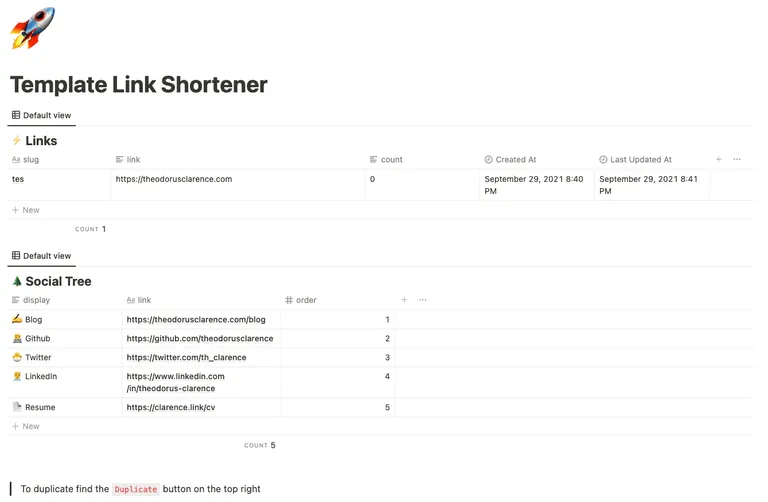 Template Link Shortener
Default view
⚡ Links
Aa slug link count Created At Last Updated At + ...
tes https://theodorusclarence.com 0 September 29, 2021 8:40 September 29, 2021 8:41
PM PM
+ New
COUNT 1
Default view
🌲 Social Tree
display Aa link # order + ...
✍️ Blog https://theodorusclarence.com/blog 1
Github https://github.com/theodorusclarence 2
🐣 Twitter https://twitter.com/th_clarence 3
LinkedIn https://www.linkedin.com 4
/in/theodorus-clarence
Resume https://clarence.link/cv 5
+ New
COUNT 5
To duplicate find the Duplicate button on the top right